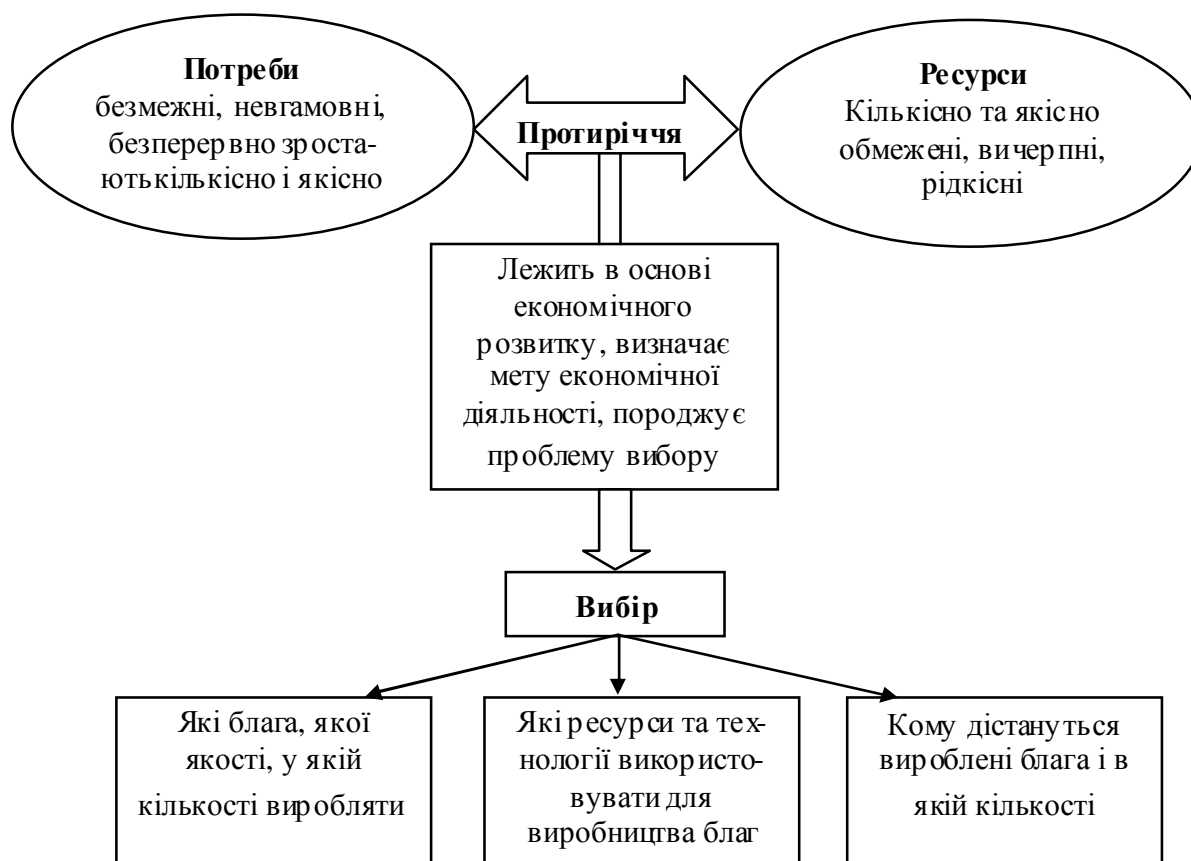 Потреби
безмежні, невгамовні,
безперервно зроста-
ютькількісно і якісно
Протиріччя
Ресурси
Кількісно та якісно
обмежені, вичерпні,
рідкісні
Лежить в основі
економічного
розвитку, визначає
мету економічної
діяльності, породжує
проблему вибору
Вибір
Які блага, якої
якості, у якій
кількості виробляти
Які ресурси та тех-
нології використо-
вувати для
виробництва благ
Кому дістануться
вироблені блага і в
якій кількості